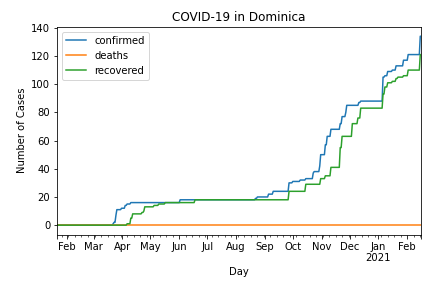 COVID-19 in Dominica
140
120
100
80
60
40
20
0
Number of Cases
confirmed
deaths
recovered
Feb Mar Apr May Jun Jul Aug Sep Oct Nov Dec Jan Feb
2021
Day